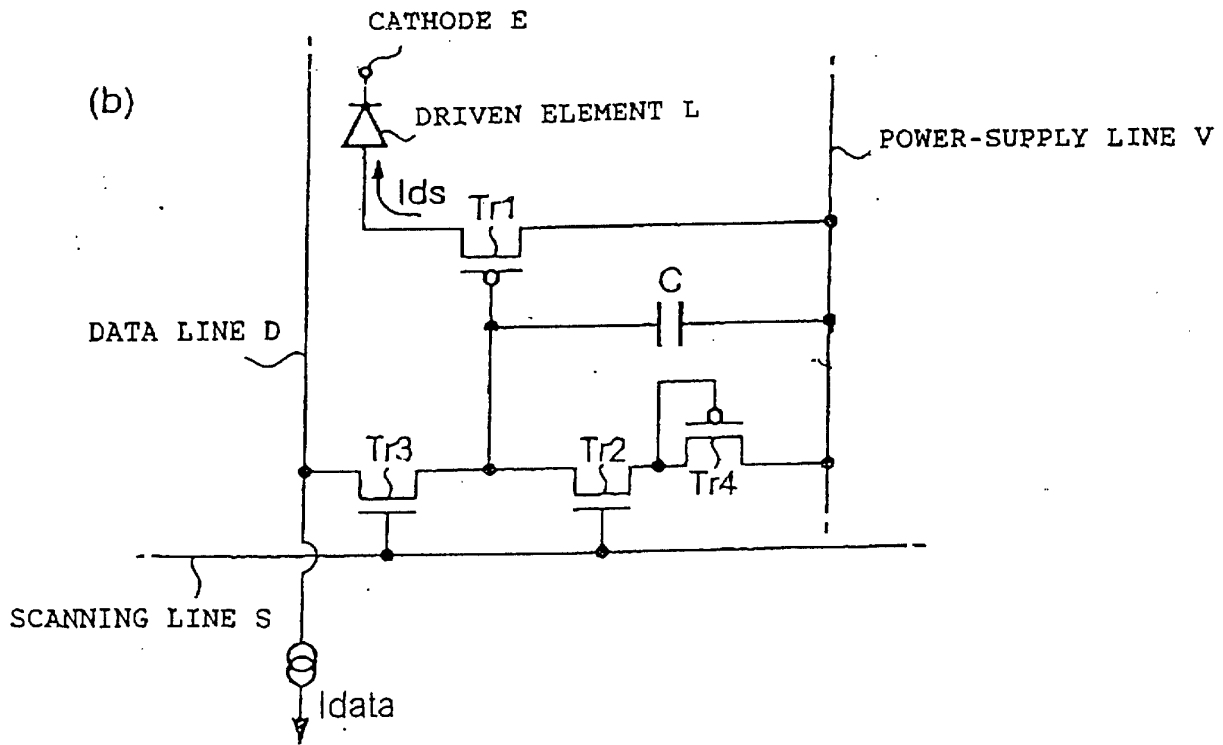 CATHODE E
(b)
DRIVEN ELEMENT L
POWER-SUPPLY LINE V
Ids
Tr1
C
DATA LINE D
Tr3
Tr2
Tr4
SCANNING LINE S
Idata